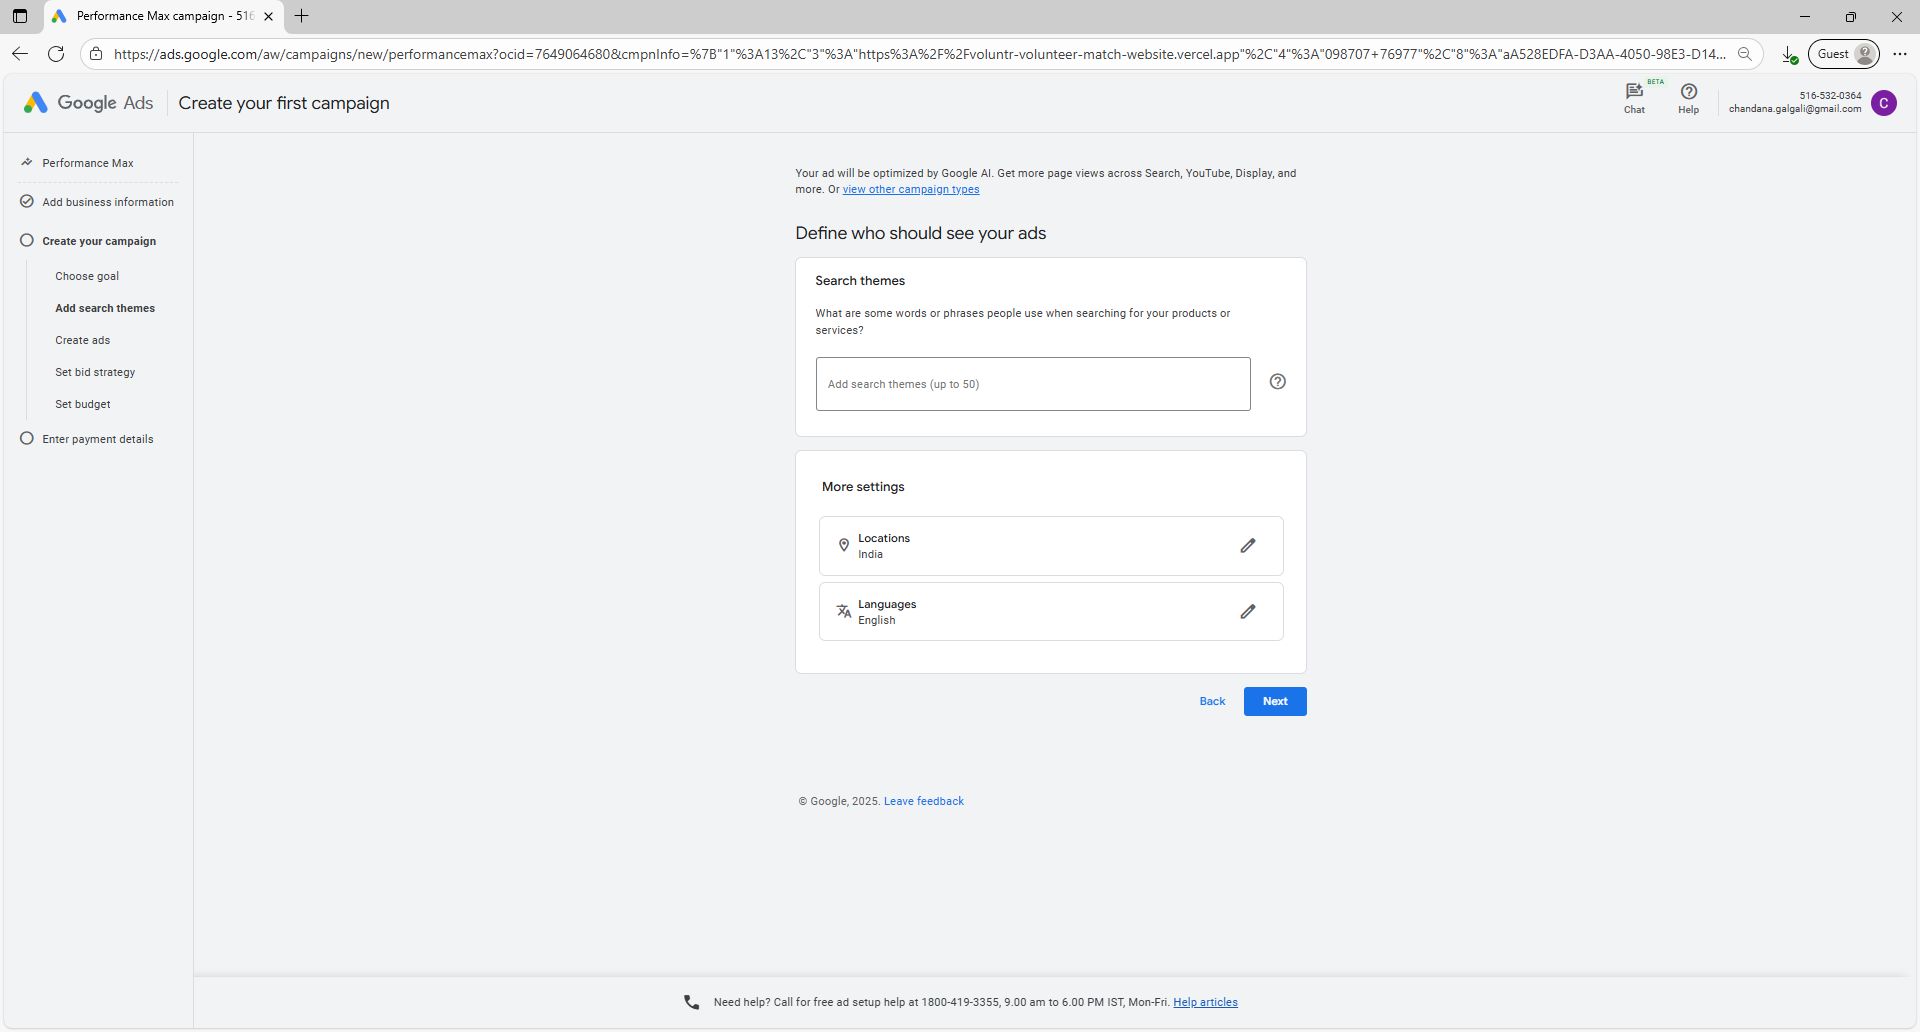 Performance Max campaign - 516
https://ads.google.com/aw/campaigns/new/performancemax?ocid=7649064680&cmpnInfo=%7B"1"%3A13%2C"3"%3A"https%3A%2F%2Fvoluntr-volunteer-match-website.vercel.app"%2C"4"%3A"098707+76977"%2C"8"%3A"aA528EDFA-D3AA-4050-98E3-D14...
Guest
Google Ads
Create your first campaign
Chat
BETA
Help
516-532-0364
chandana.galgali@gmail.com
C
Performance Max
Add business information
Create your campaign
Choose goal
Add search themes
Create ads
Set bid strategy
Set budget
Enter payment details
Your ad will be optimized by Google AI. Get more page views across Search, YouTube, Display, and
more. Or view other campaign types
Define who should see your ads
Search themes
What are some words or phrases people use when searching for your products or
services?
Add search themes (up to 50)
More settings
Locations
India
Languages
English
Back
Next
© Google, 2025. Leave feedback
Need help? Call for free ad setup help at 1800-419-3355, 9.00 am to 6.00 PM IST, Mon-Fri. Help articles